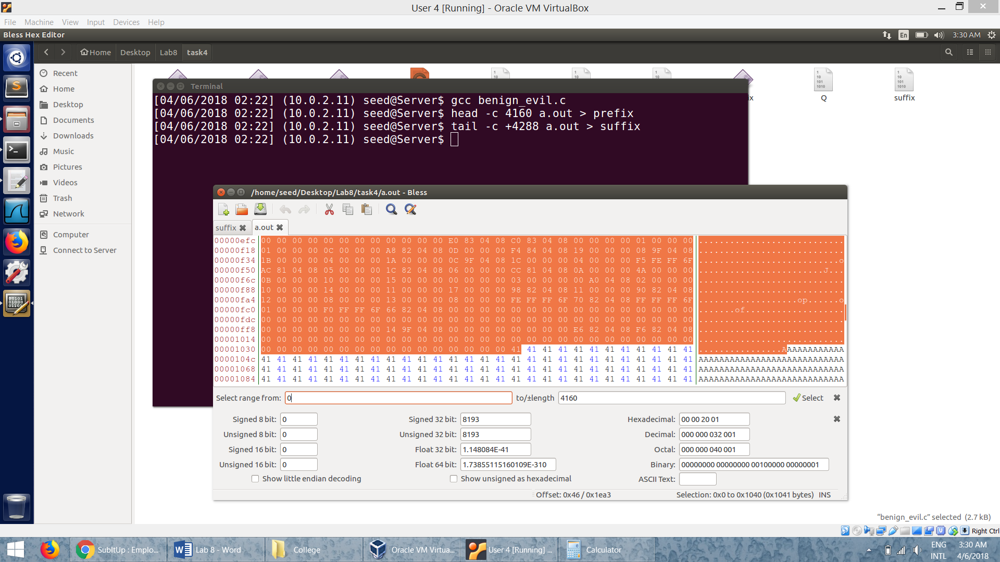 User 4 [Running] - Oracle VM VirtualBox
File Machine View Input Devices Help
Bless Hex Editor
En 3:30 AM
Home Desktop Lab8 task4
Recent
Home
Desktop
Documents
Downloads
Music
Pictures
Videos
Trash
Network
Computer
Connect to Server
ix Q suffix
Terminal
[04/06/2018 02:22] (10.0.2.11) seed@Server$ gcc benign_evil.c
[04/06/2018 02:22] (10.0.2.11) seed@Server$ head -c 4160 a.out > prefix
[04/06/2018 02:22] (10.0.2.11) seed@Server$ tail -c +4288 a.out > suffix
[04/06/2018 02:22] (10.0.2.11) seed@Server$
/home/seed/Desktop/Lab8/task4/a.out - Bless
suffix a.out
00000efc 00 00 00 00 00 00 00 00 00 00 00 00 E0 83 04 08 C0 83 04 08 00 00 00 00 01 00 00 00 ............................
00000f18 01 00 00 00 0C 00 00 00 A8 82 04 08 0D 00 00 00 F4 84 04 08 19 00 00 00 08 9F 04 08 ............................
00000f34 1B 00 00 00 04 00 00 00 1A 00 00 00 0C 9F 04 08 1C 00 00 00 04 00 00 00 F5 FE FF 6F ...........................o
00000f50 AC 81 04 08 05 00 00 00 1C 82 04 08 06 00 00 00 CC 81 04 08 0A 00 00 00 4A 00 00 00 ........................J...
00000f6c 0B 00 00 00 10 00 00 00 15 00 00 00 00 00 00 00 03 00 00 00 00 A0 04 08 02 00 00 00 ............................
00000f88 10 00 00 00 14 00 00 00 11 00 00 00 17 00 00 00 98 82 04 08 11 00 00 00 90 82 04 08 ............................
00000fa4 12 00 00 00 08 00 00 00 13 00 00 00 08 00 00 00 FE FF FF 6F 70 82 04 08 FF FF FF 6F ...................op......o
00000fc0 01 00 00 00 F0 FF FF 6F 66 82 04 08 00 00 00 00 00 00 00 00 00 00 00 00 00 00 00 00 .......of...................
00000fdc 00 00 00 00 00 00 00 00 00 00 00 00 00 00 00 00 00 00 00 00 00 00 00 00 00 00 00 00 ............................
00000ff8 00 00 00 00 00 00 00 00 14 9F 04 08 00 00 00 00 00 00 00 00 E6 82 04 08 F6 82 04 08 ............................
00001014 00 00 00 00 00 00 00 00 00 00 00 00 00 00 00 00 00 00 00 00 00 00 00 00 00 00 00 00 ............................
00001030 00 00 00 00 00 00 00 00 00 00 00 00 00 00 00 00 41 41 41 41 41 41 41 41 41 41 41 41 ................AAAAAAAAAAAA
0000104c 41 41 41 41 41 41 41 41 41 41 41 41 41 41 41 41 41 41 41 41 41 41 41 41 41 41 41 41 AAAAAAAAAAAAAAAAAAAAAAAAAAAA
00001068 41 41 41 41 41 41 41 41 41 41 41 41 41 41 41 41 41 41 41 41 41 41 41 41 41 41 41 41 AAAAAAAAAAAAAAAAAAAAAAAAAAAA
00001084 41 41 41 41 41 41 41 41 41 41 41 41 41 41 41 41 41 41 41 41 41 41 41 41 41 41 41 41 AAAAAAAAAAAAAAAAAAAAAAAAAAAA
Select range from: 0 to/±length 4160 Select
Signed 8 bit: 0 Signed 32 bit: 8193 Hexadecimal: 00 00 20 01
Unsigned 8 bit: 0 Unsigned 32 bit: 8193 Decimal: 000 000 032 001
Signed 16 bit: 0 Float 32 bit: 1.148084E-41 Octal: 000 000 040 001
Unsigned 16 bit: 0 Float 64 bit: 1.73855115160109E-310 Binary: 00000000 00000000 00100000 00000001
Show little endian decoding Show unsigned as hexadecimal ASCII Text:
Offset: 0x46 / 0x1ea3 Selection: 0x0 to 0x1040 (0x1041 bytes) INS
“benign_evil.c” selected (2.7 kB)
Right Ctrl
SubItUp : Emplo... Lab 8 - Word College Oracle VM Virtua... User 4 [Running] ... Calculator
ENG 3:30 AM
INTL 4/6/2018